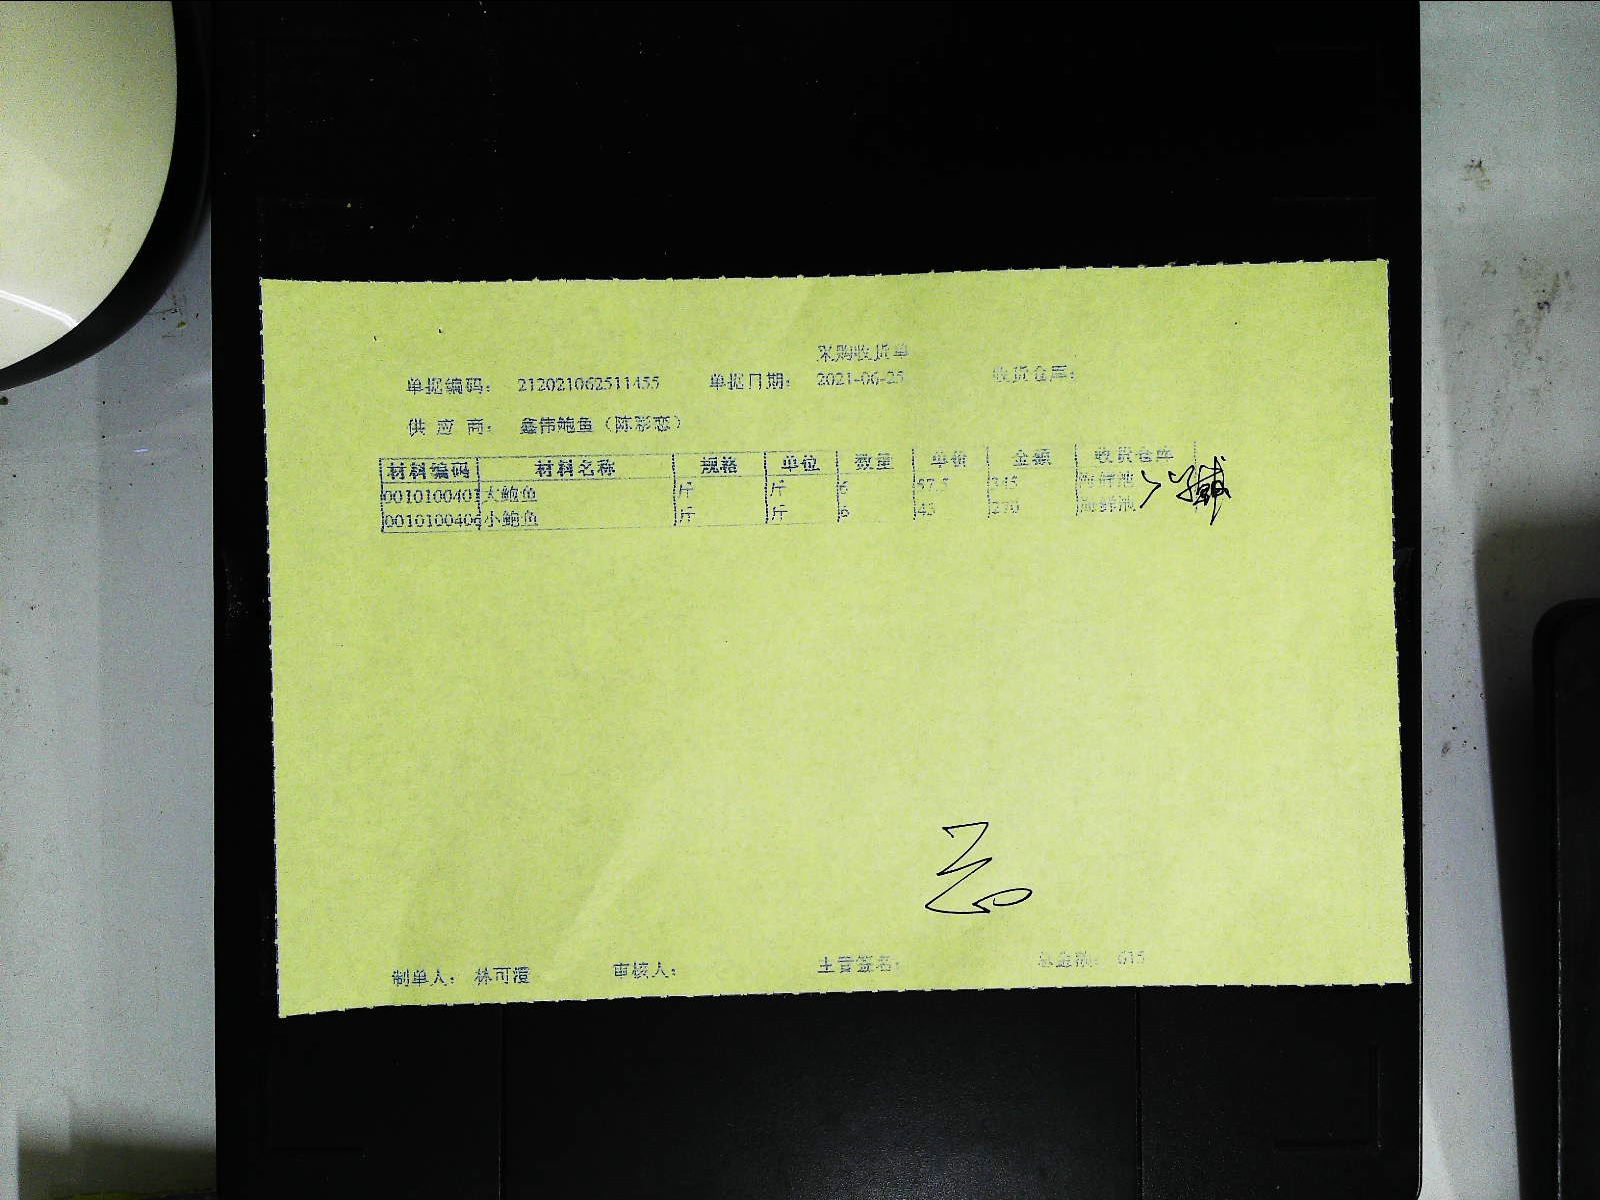 采购收货单
单据编码： 212021062511455 单据日期： 2021-06-25 收货仓库：
供 应 商： 鑫伟鲍鱼（陈彩恋）
材料编码 材料名称 规格 单位 数量 单价 金额 收货仓库
0010100401 大鲍鱼 斤 斤 6 57.5 345 海鲜池
0010100406 小鲍鱼 斤 斤 6 45 270 海鲜池
制单人： 林可澄 审核人： 主管签名： 总金额： 615